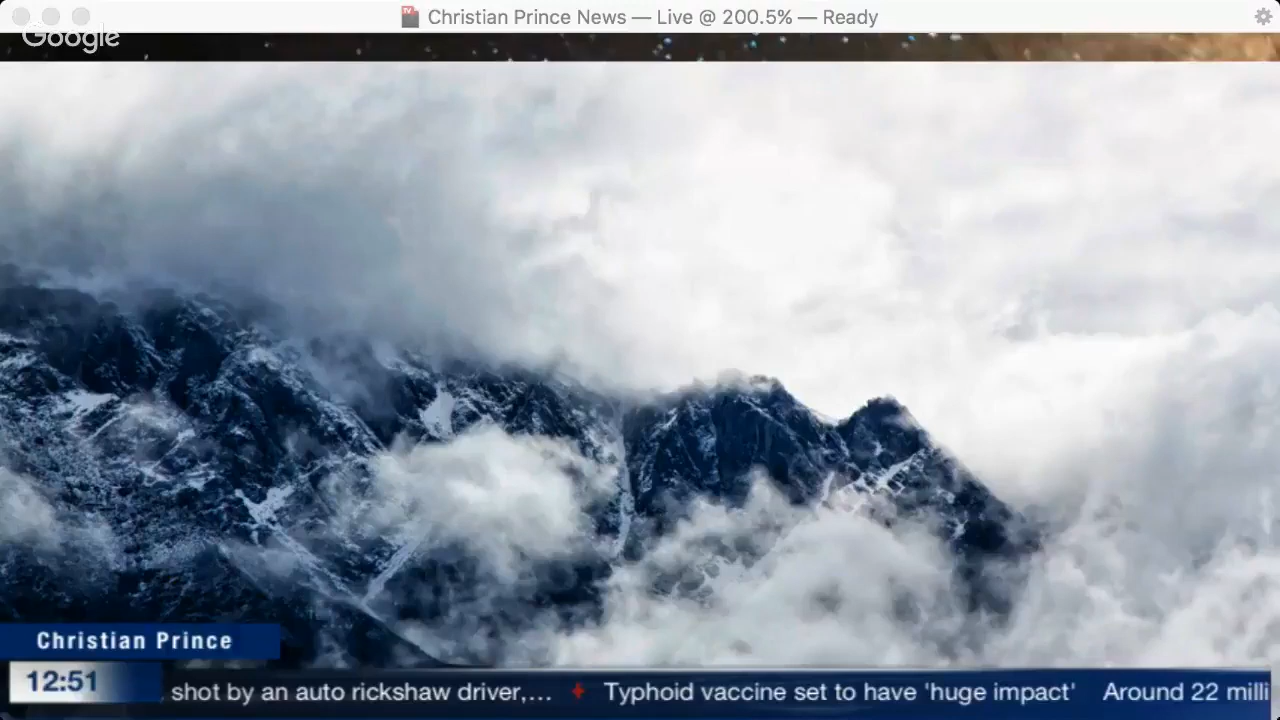 Christian Prince News — Live @ 200.5% — Ready
Google
Christian Prince
12:51
shot by an auto rickshaw driver,... Typhoid vaccine set to have 'huge impact' Around 22 milli